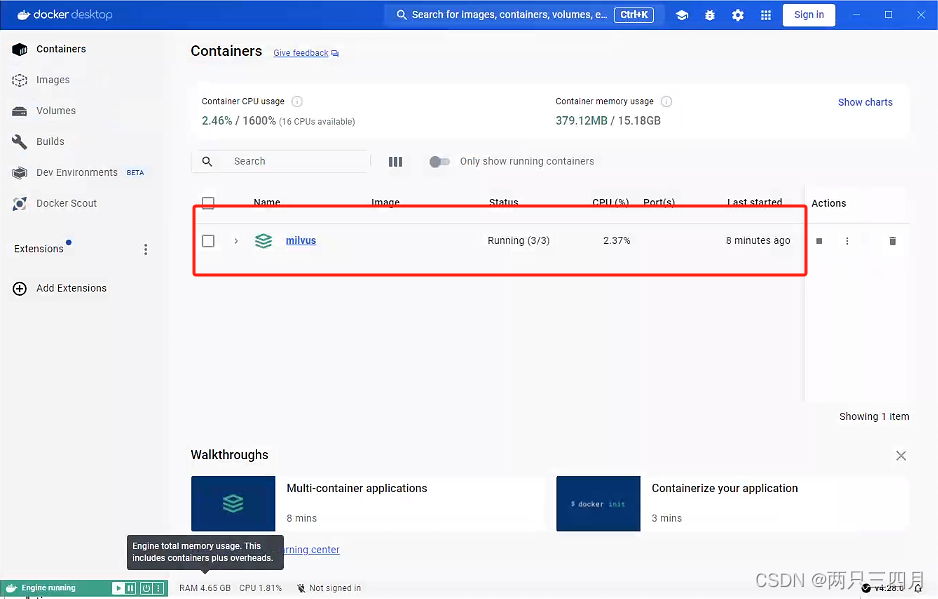 docker desktop
Search for images, containers, volumes, e... Ctrl+K
Sign in
Containers
Images
Volumes
Builds
Dev Environments BETA
Docker Scout
Extensions
Add Extensions
Containers Give feedback
Container CPU usage
2.46% / 1600% (16 CPUs available)
Container memory usage
379.12MB / 15.18GB
Show charts
Search
Only show running containers
Name Image Status CPU (%) Port(s) Last started Actions
milvus Running (3/3) 2.37% 8 minutes ago
Showing 1 item
Walkthroughs
Multi-container applications
8 mins
$ docker init
Containerize your application
3 mins
Engine total memory usage. This
includes containers plus overheads.
center
Engine running
RAM 4.65 GB CPU 1.81% Not signed in
CSDN @两只三四月